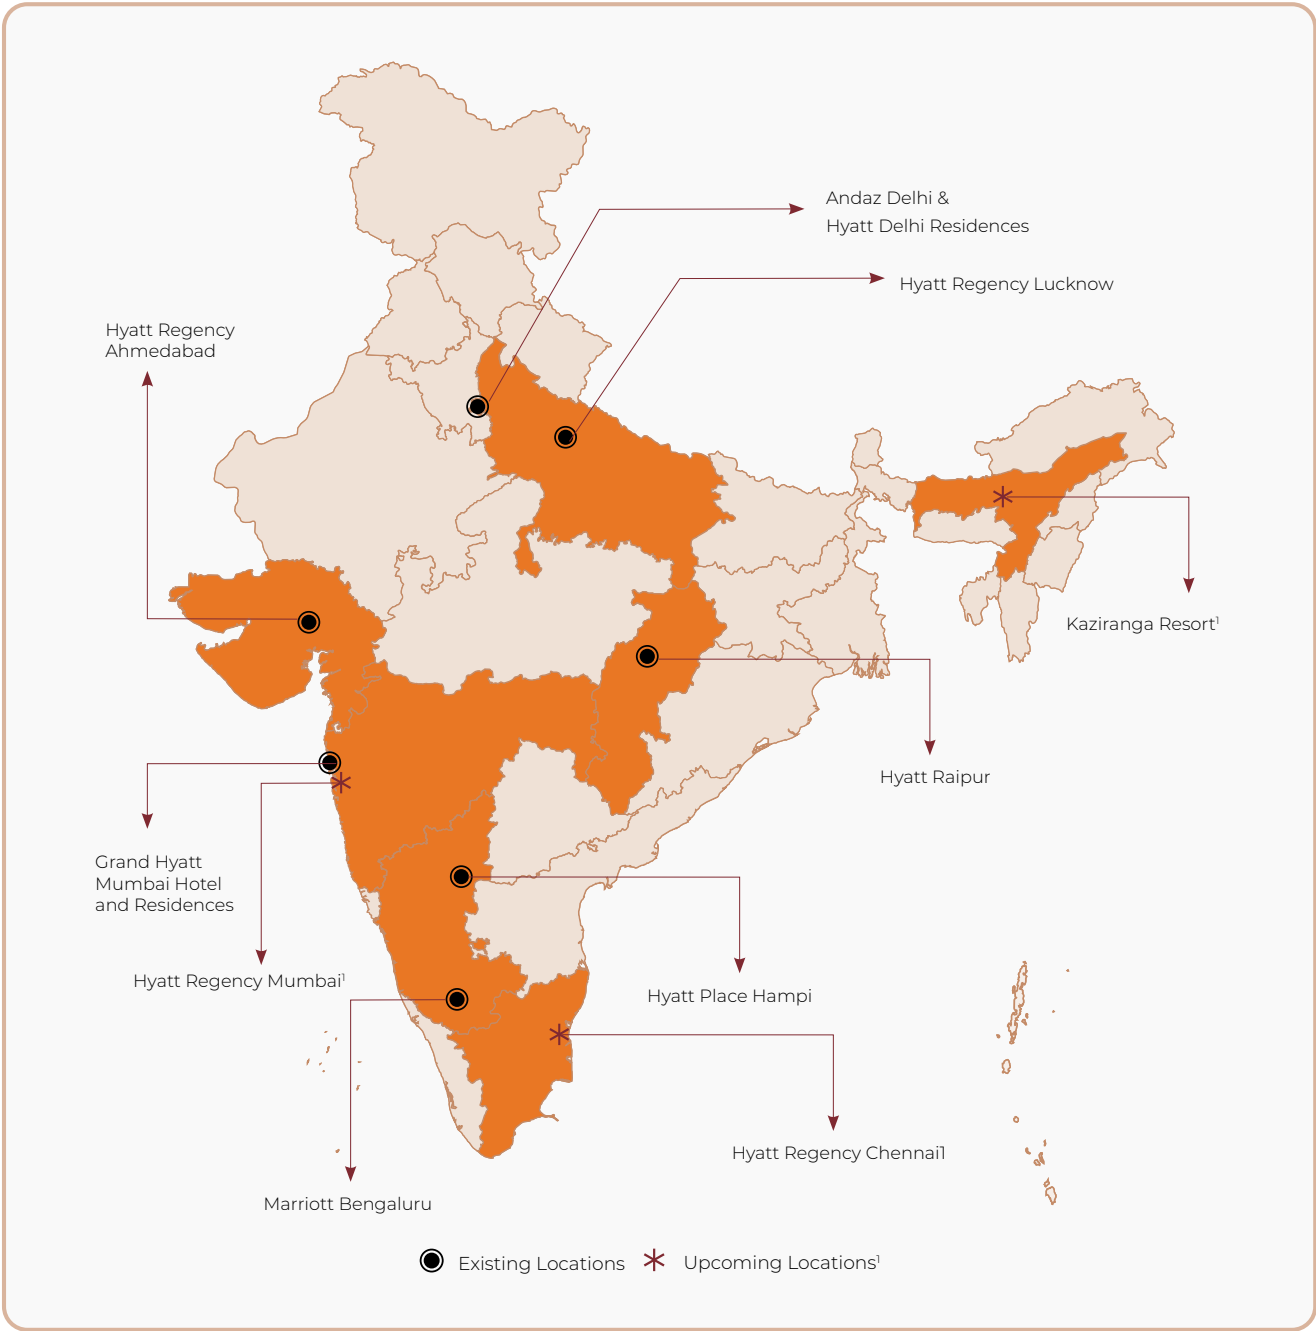 Andaz Delhi &
Hyatt Delhi Residences
Hyatt Regency Lucknow
Hyatt Regency
Ahmedabad
Kaziranga Resort¹
Hyatt Raipur
Grand Hyatt
Mumbai Hotel
and Residences
Hyatt Regency Mumbai¹
Hyatt Place Hampi
Hyatt Regency Chennai1
Marriott Bengaluru
Existing Locations
Upcoming Locations¹